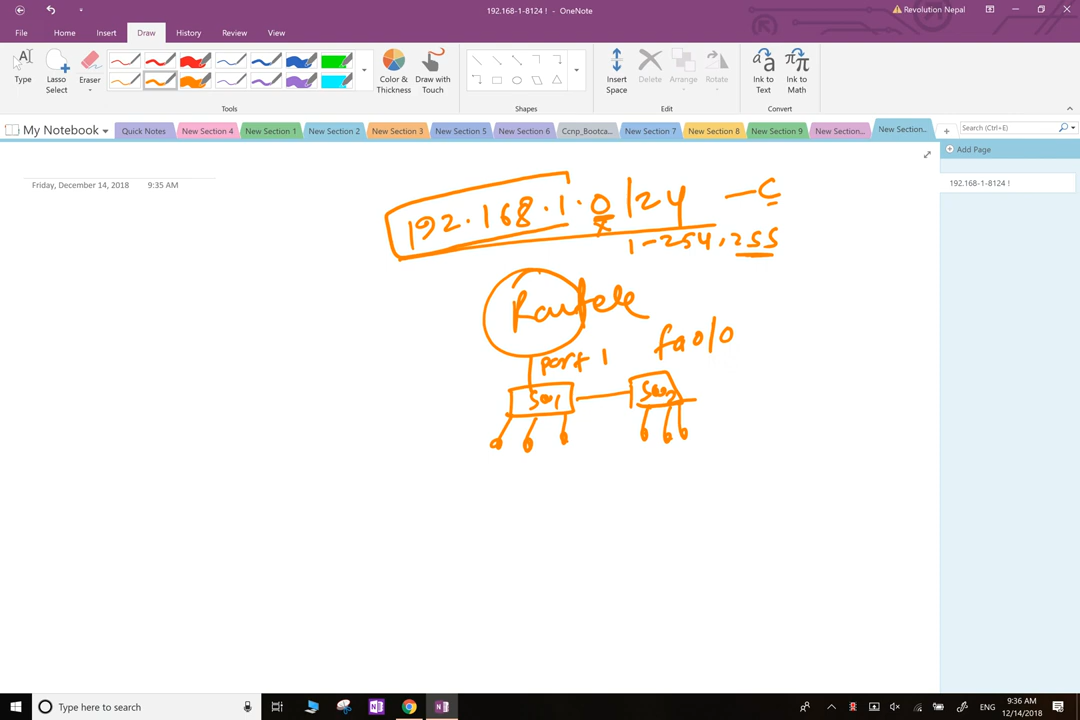 192.168-1-8124 ! - OneNote
Revolution Nepal
File Home Insert Draw History Review View
Type
Lasso Select
Eraser
Color & Thickness
Draw with Touch
Insert Space
Delete
Arrange
Rotate
Ink to Text
Ink to Math
Tools
Shapes
Edit
Convert
My Notebook
Quick Notes
New Section 4
New Section 1
New Section 2
New Section 3
New Section 5
New Section 6
Ccnp_Bootca...
New Section 7
New Section 8
New Section 9
New Section...
New Section...
Search (Ctrl+E)
Add Page
192.168-1-8124 !
Friday, December 14, 2018 9:35 AM
192.168.1.0/24 - C
1-254, 255
fa0/0
port 1
Sw1
Sw2
Type here to search
ENG
9:36 AM
12/14/2018